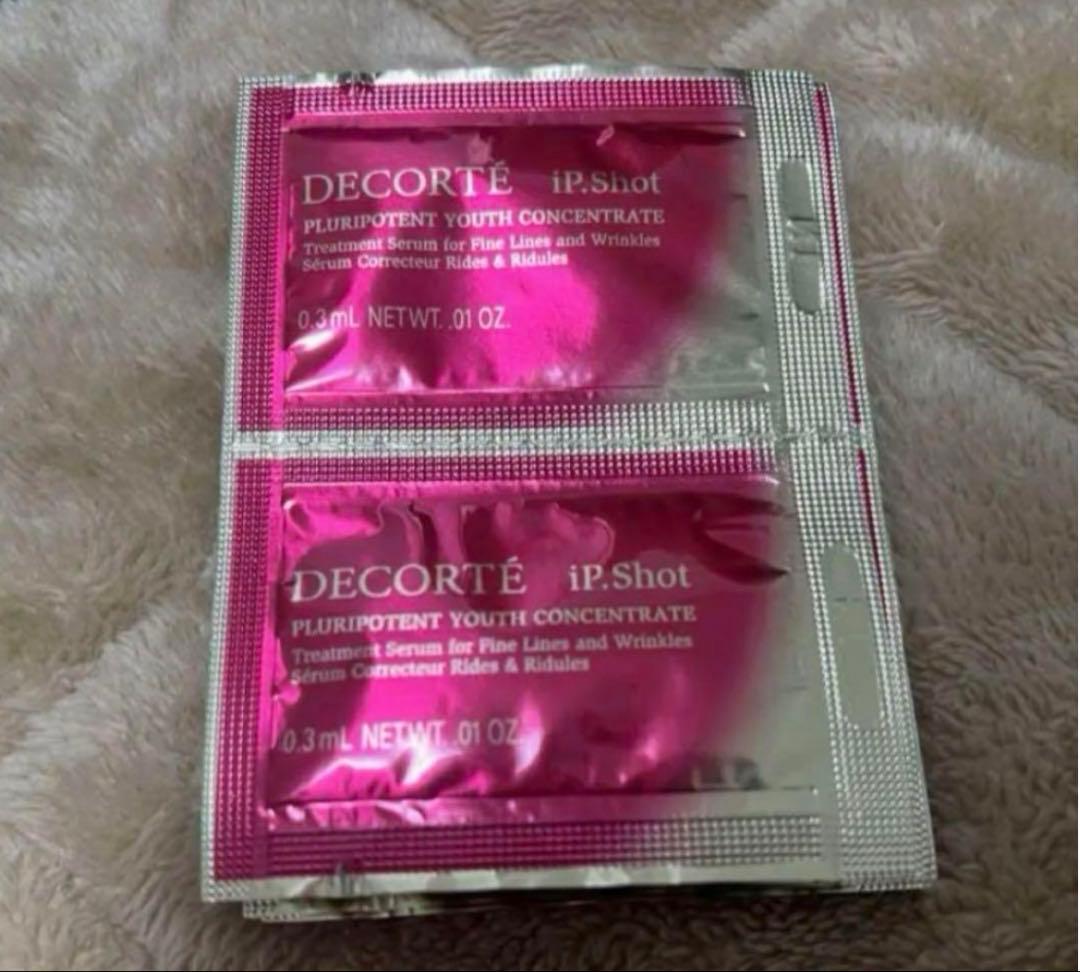 DECORTÉ iP.Shot
PLURIPOTENT YOUTH CONCENTRATE
Treatment Serum for Fine Lines and Wrinkles
Sérum Correcteur Rides & Ridules
0.3mL NETWT. .01 OZ.
DECORTÉ iP.Shot
PLURIPOTENT YOUTH CONCENTRATE
Treatment Serum for Fine Lines and Wrinkles
Sérum Correcteur Rides & Ridules
0.3mL NETWT. .01 OZ.